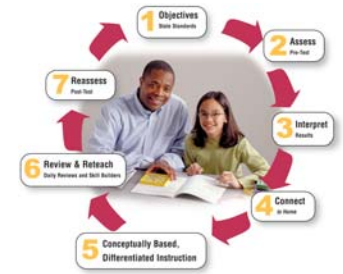 1 Objectives
State Standards
2 Assess
Pre-Test
3 Interpret
Results
4 Connect
to Home
5 Conceptually Based,
Differentiated Instruction
6 Review & Reteach
Daily Reviews and Skill Builders
7 Reassess
Post-Test